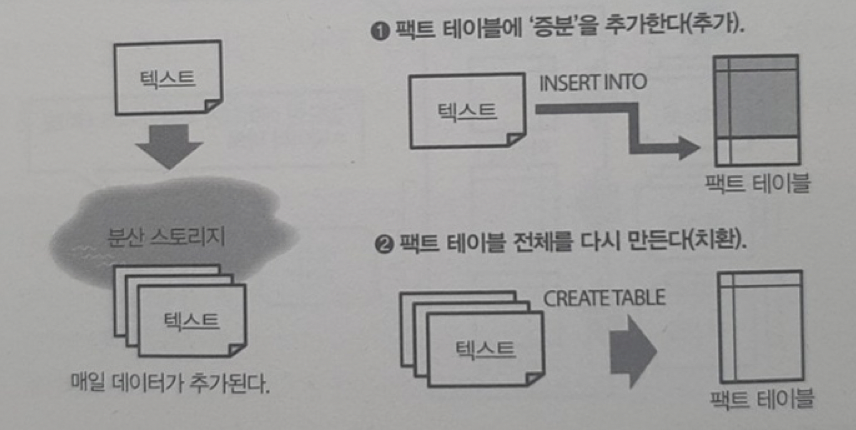 텍스트
분산 스토리지
텍스트
매일 데이터가 추가된다.
❶ 팩트 테이블에 '증분'을 추가한다(추가).
텍스트
INSERT INTO
팩트 테이블
❷ 팩트 테이블 전체를 다시 만든다(치환).
텍스트
CREATE TABLE
팩트 테이블